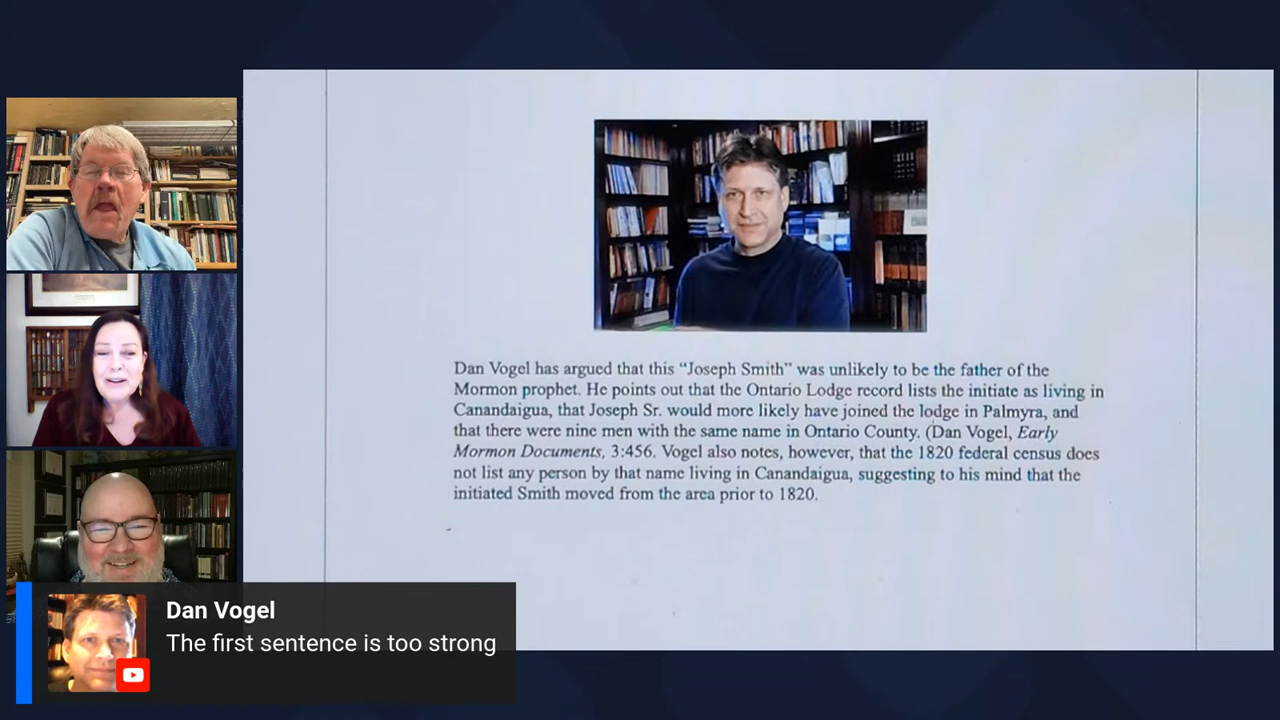 Dan Vogel has argued that this “Joseph Smith” was unlikely to be the father of the
Mormon prophet. He points out that the Ontario Lodge record lists the initiate as living in
Canandaigua, that Joseph Sr. would more likely have joined the lodge in Palmyra, and
that there were nine men with the same name in Ontario County. (Dan Vogel, Early
Mormon Documents, 3:456. Vogel also notes, however, that the 1820 federal census does
not list any person by that name living in Canandaigua, suggesting to his mind that the
initiated Smith moved from the area prior to 1820.
Dan Vogel
The first sentence is too strong